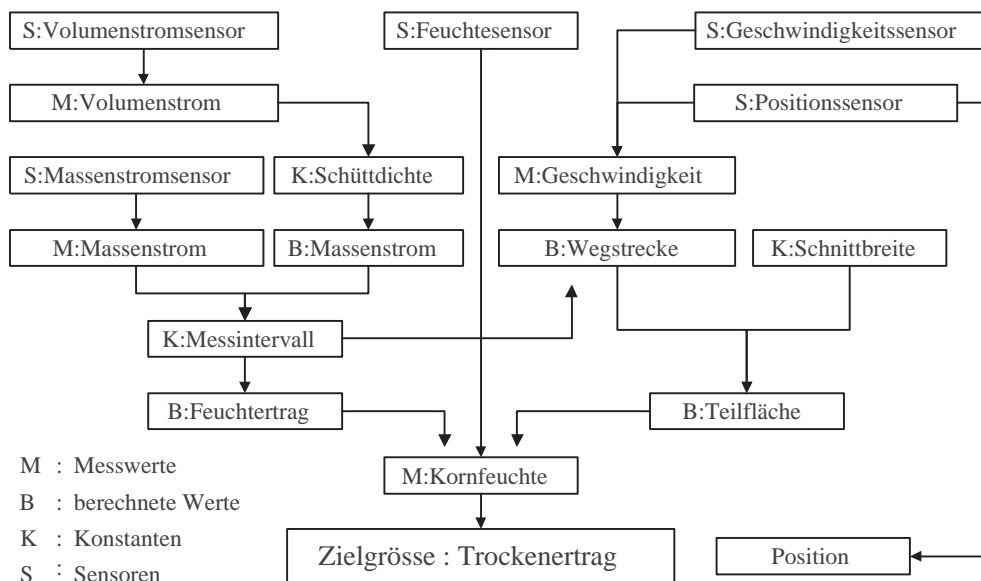 S:Volumenstromsensor
S:Feuchtesensor
S:Geschwindigkeitssensor
M:Volumenstrom
S:Positionssensor
S:Massenstromsensor
K:Schüttdichte
M:Geschwindigkeit
M:Massenstrom
B:Massenstrom
B:Wegstrecke
K:Schnittbreite
K:Messintervall
B:Feuchtertrag
B:Teilfläche
M:Kornfeuchte
M : Messwerte
B : berechnete Werte
K : Konstanten
S : Sensoren
Zielgrösse : Trockenertrag
Position